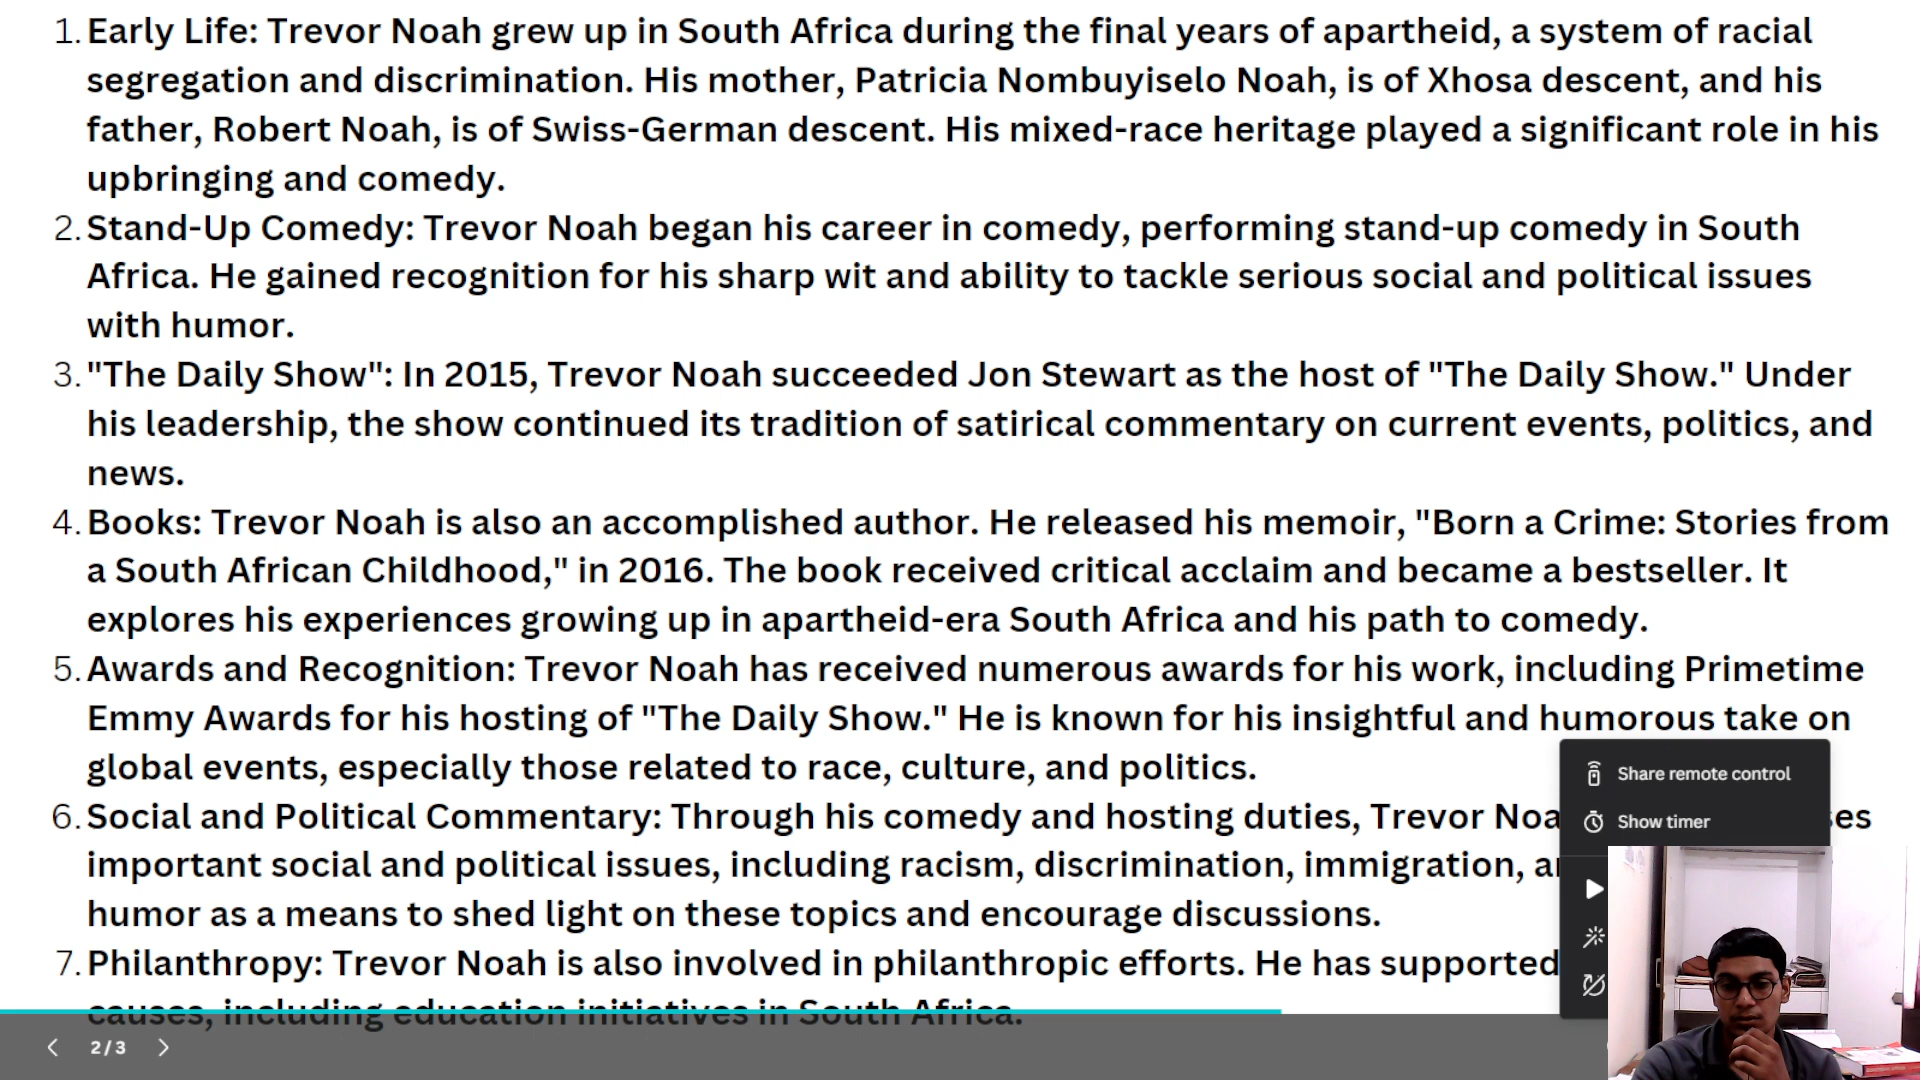 1. Early Life: Trevor Noah grew up in South Africa during the final years of apartheid, a system of racial
segregation and discrimination. His mother, Patricia Nombuyiselo Noah, is of Xhosa descent, and his
father, Robert Noah, is of Swiss-German descent. His mixed-race heritage played a significant role in his
upbringing and comedy.
2. Stand-Up Comedy: Trevor Noah began his career in comedy, performing stand-up comedy in South
Africa. He gained recognition for his sharp wit and ability to tackle serious social and political issues
with humor.
3. "The Daily Show": In 2015, Trevor Noah succeeded Jon Stewart as the host of "The Daily Show." Under
his leadership, the show continued its tradition of satirical commentary on current events, politics, and
news.
4. Books: Trevor Noah is also an accomplished author. He released his memoir, "Born a Crime: Stories from
a South African Childhood," in 2016. The book received critical acclaim and became a bestseller. It
explores his experiences growing up in apartheid-era South Africa and his path to comedy.
5. Awards and Recognition: Trevor Noah has received numerous awards for his work, including Primetime
Emmy Awards for his hosting of "The Daily Show." He is known for his insightful and humorous take on
global events, especially those related to race, culture, and politics.
6. Social and Political Commentary: Through his comedy and hosting duties, Trevor
important social and political issues, including racism, discrimination, immigration,
humor as a means to shed light on these topics and encourage discussions.
7. Philanthropy: Trevor Noah is also involved in philanthropic efforts. He has supported
causes, including education initiatives in South Africa.
Share remote control
Show timer
2/3